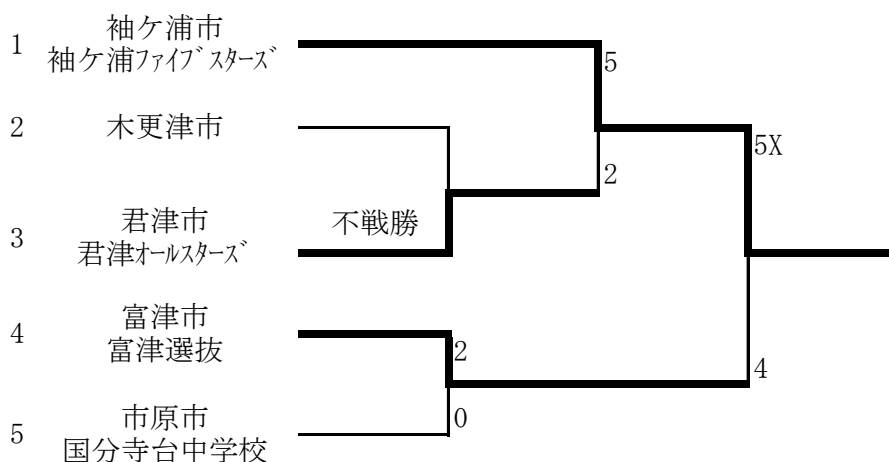 1
袖ケ浦市
袖ケ浦ﾌｧｲﾌﾞｽﾀｰｽﾞ
5
2
木更津市
5X
2
3
君津市
君津ｵｰﾙｽﾀｰｽﾞ
不戦勝
4
富津市
富津選抜
2
4
0
5
市原市
国分寺台中学校